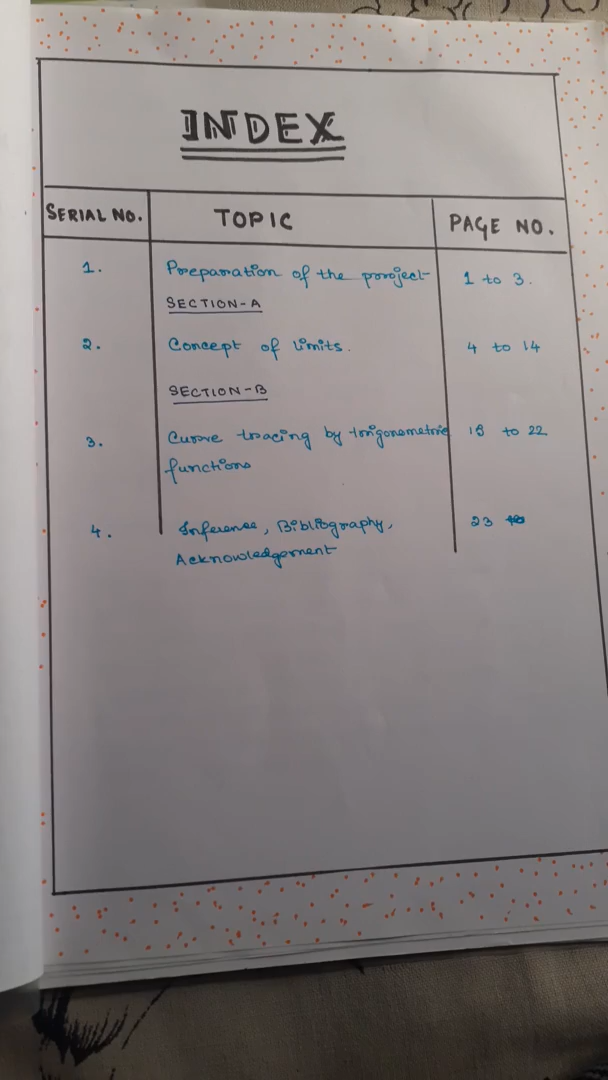 INDEX
SERIAL NO. TOPIC PAGE NO.
1. Preparation of the project 1 to 3.
SECTION-A
2. Concept of limits. 4 to 14
SECTION-B
3. Curve tracing by trigonometric to 22
functions
4. Inference, Bibliography, 23
Acknowledgement